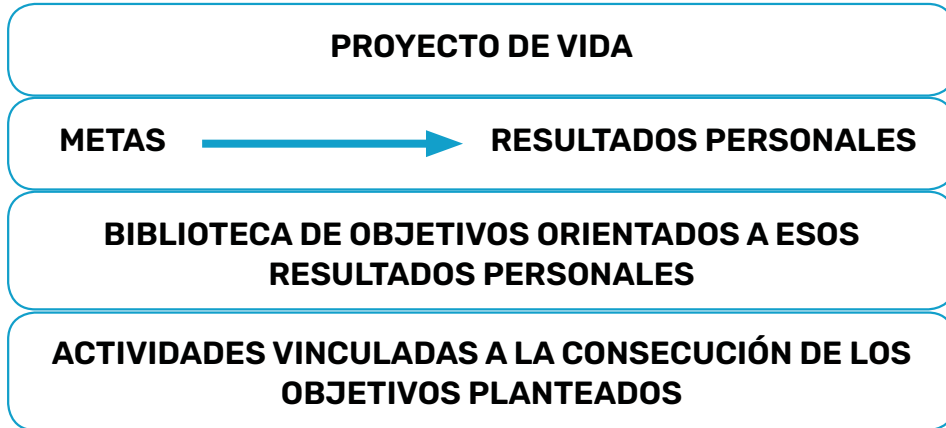 PROYECTO DE VIDA
METAS RESULTADOS PERSONALES
BIBLIOTECA DE OBJETIVOS ORIENTADOS A ESOS
RESULTADOS PERSONALES
ACTIVIDADES VINCULADAS A LA CONSECUCIÓN DE LOS
OBJETIVOS PLANTEADOS